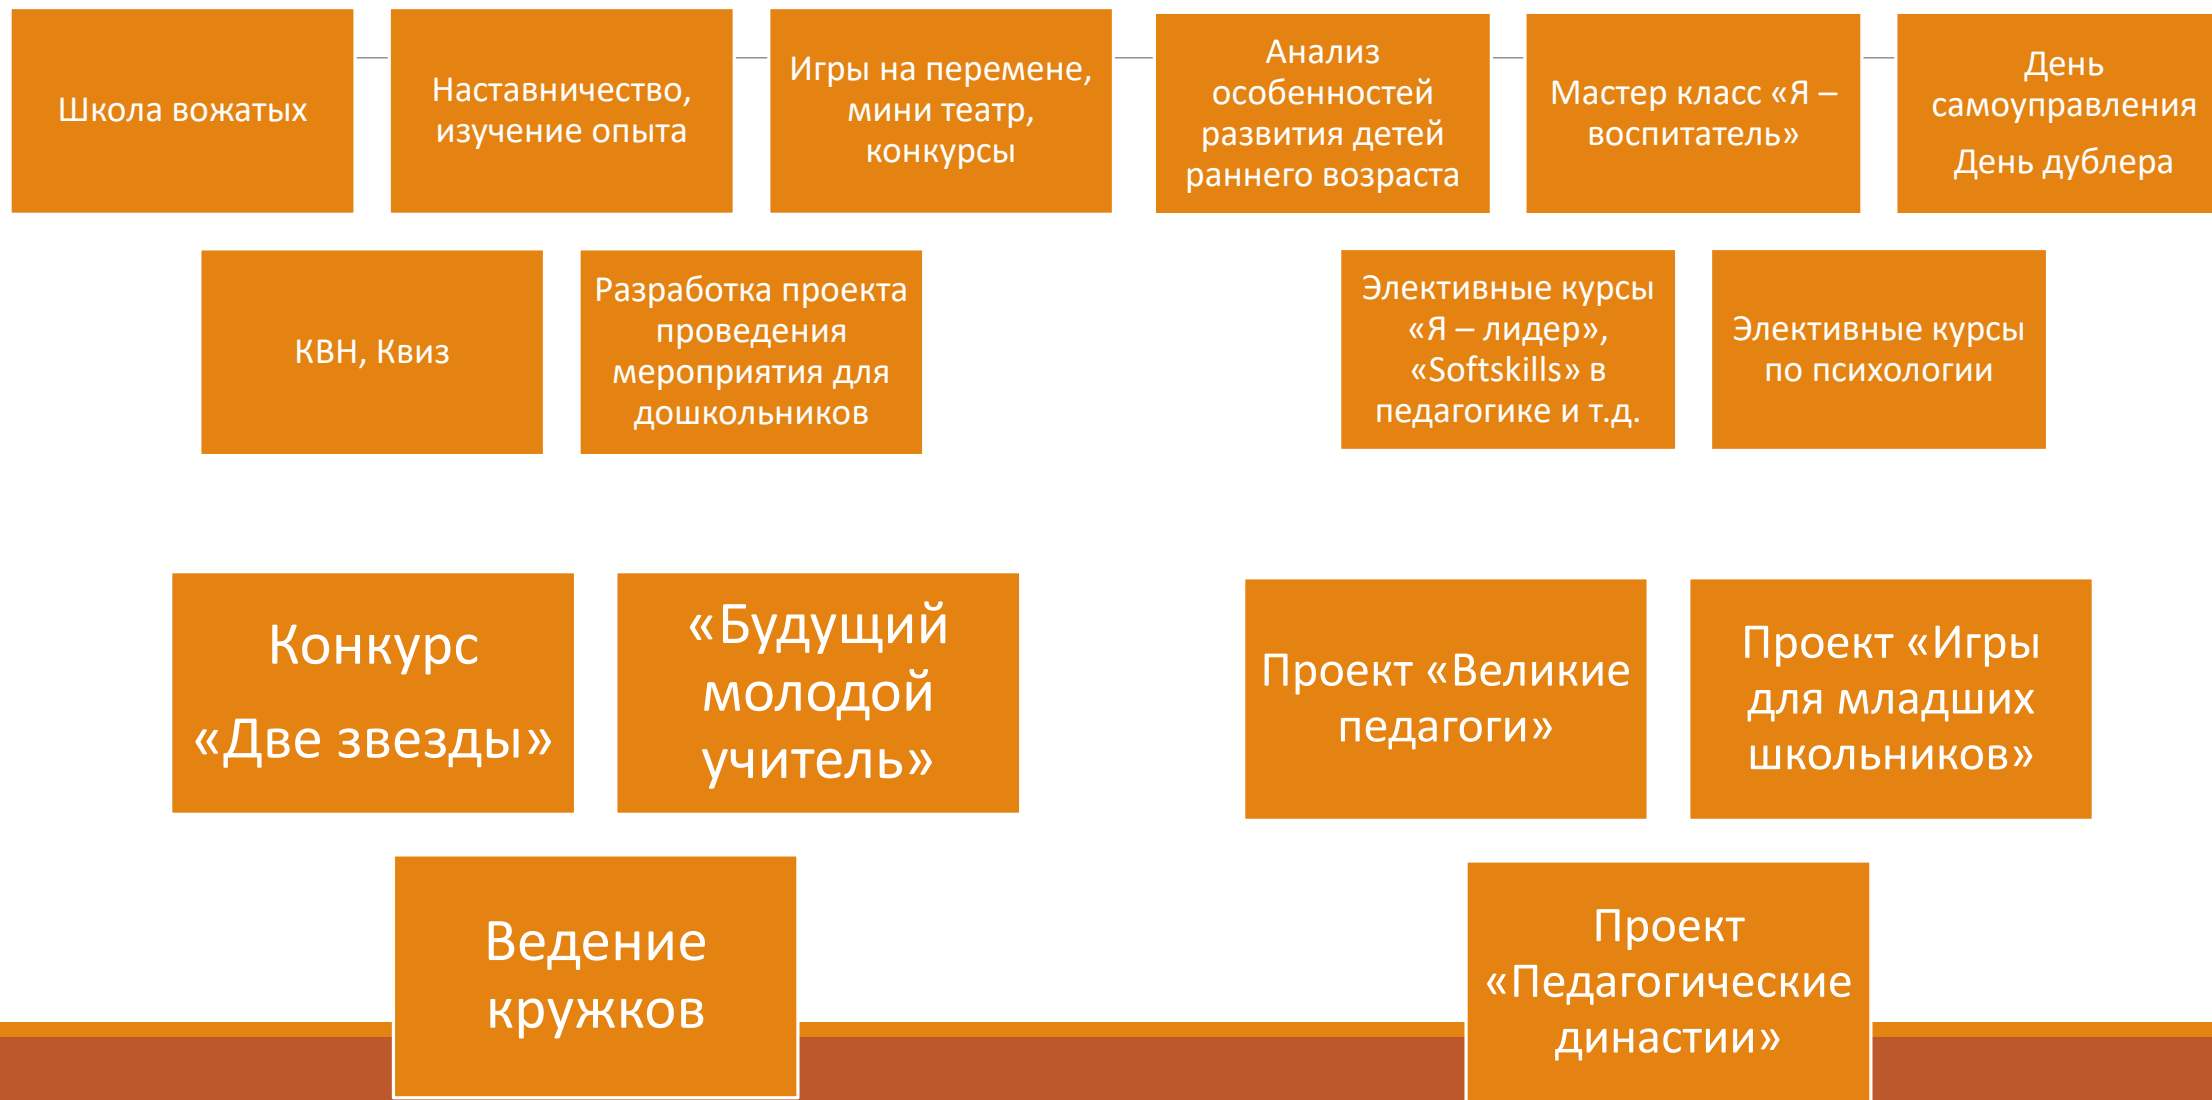 Школа вожатых
Наставничество,
изучение опыта
Игры на перемене,
мини театр,
конкурсы
Анализ
особенностей
развития детей
раннего возраста
Мастер класс «Я –
воспитатель»
День
самоуправления
День дублера
КВН, Квиз
Разработка проекта
проведения
мероприятия для
дошкольников
Элективные курсы
«Я – лидер»,
«Softskills» в
педагогике и т.д.
Элективные курсы
по психологии
Конкурс
«Две звезды»
«Будущий
молодой
учитель»
Проект «Великие
педагоги»
Проект «Игры
для младших
школьников»
Ведение
кружков
Проект
«Педагогические
династии»